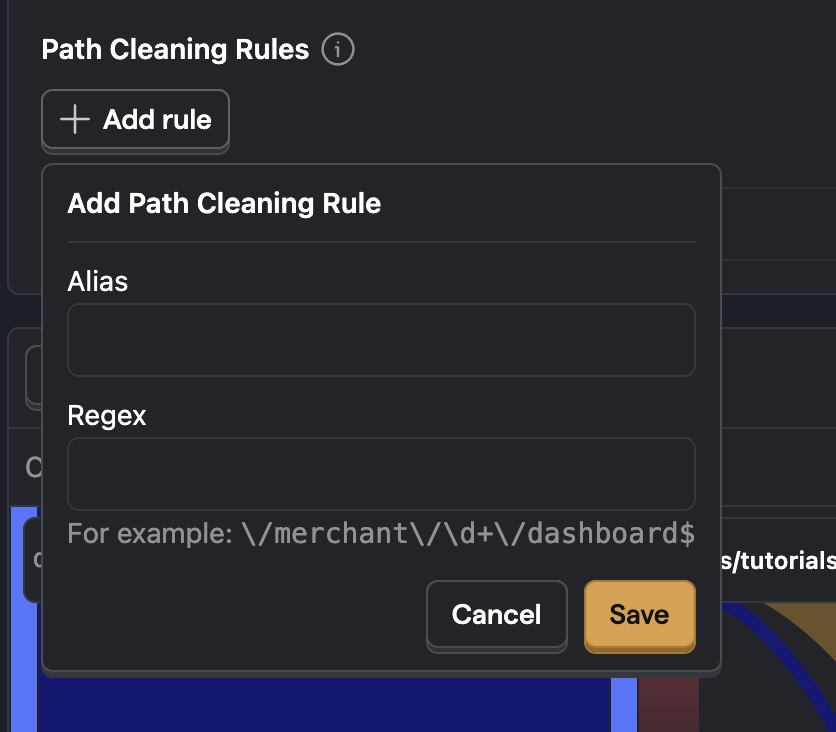 Path Cleaning Rules
Add rule
Add Path Cleaning Rule
Alias
Regex
For example: \/merchant\/\d+\/dashboard$
s/tutorials
Cancel Save